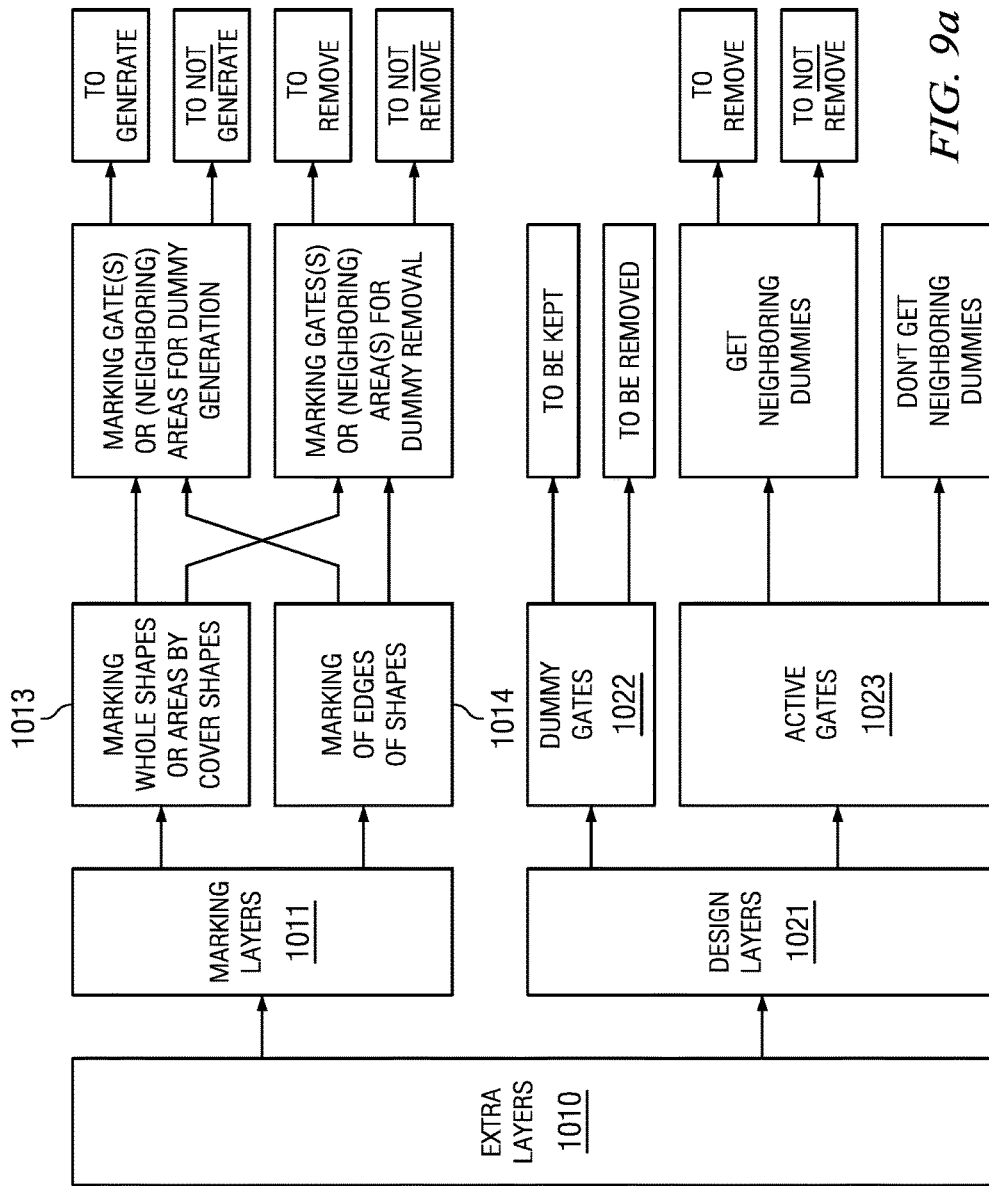 EXTRA
LAYERS
1010
MARKING
LAYERS
1011
DESIGN
LAYERS
1021
1013
MARKING
WHOLE SHAPES
OR AREAS BY
COVER SHAPES
MARKING
OF EDGES
OF SHAPES
1014
DUMMY
GATES
1022
ACTIVE
GATES
1023
MARKING GATE(S)
OR (NEIGHBORING)
AREAS FOR DUMMY
GENERATION
MARKING GATES(S)
OR (NEIGHBORING)
AREA(S) FOR
DUMMY REMOVAL
TO BE KEPT
TO BE REMOVED
GET
NEIGHBORING
DUMMIES
DON'T GET
NEIGHBORING
DUMMIES
TO
GENERATE
TO NOT
GENERATE
TO
REMOVE
TO NOT
REMOVE
TO
REMOVE
TO NOT
REMOVE
FIG. 9a